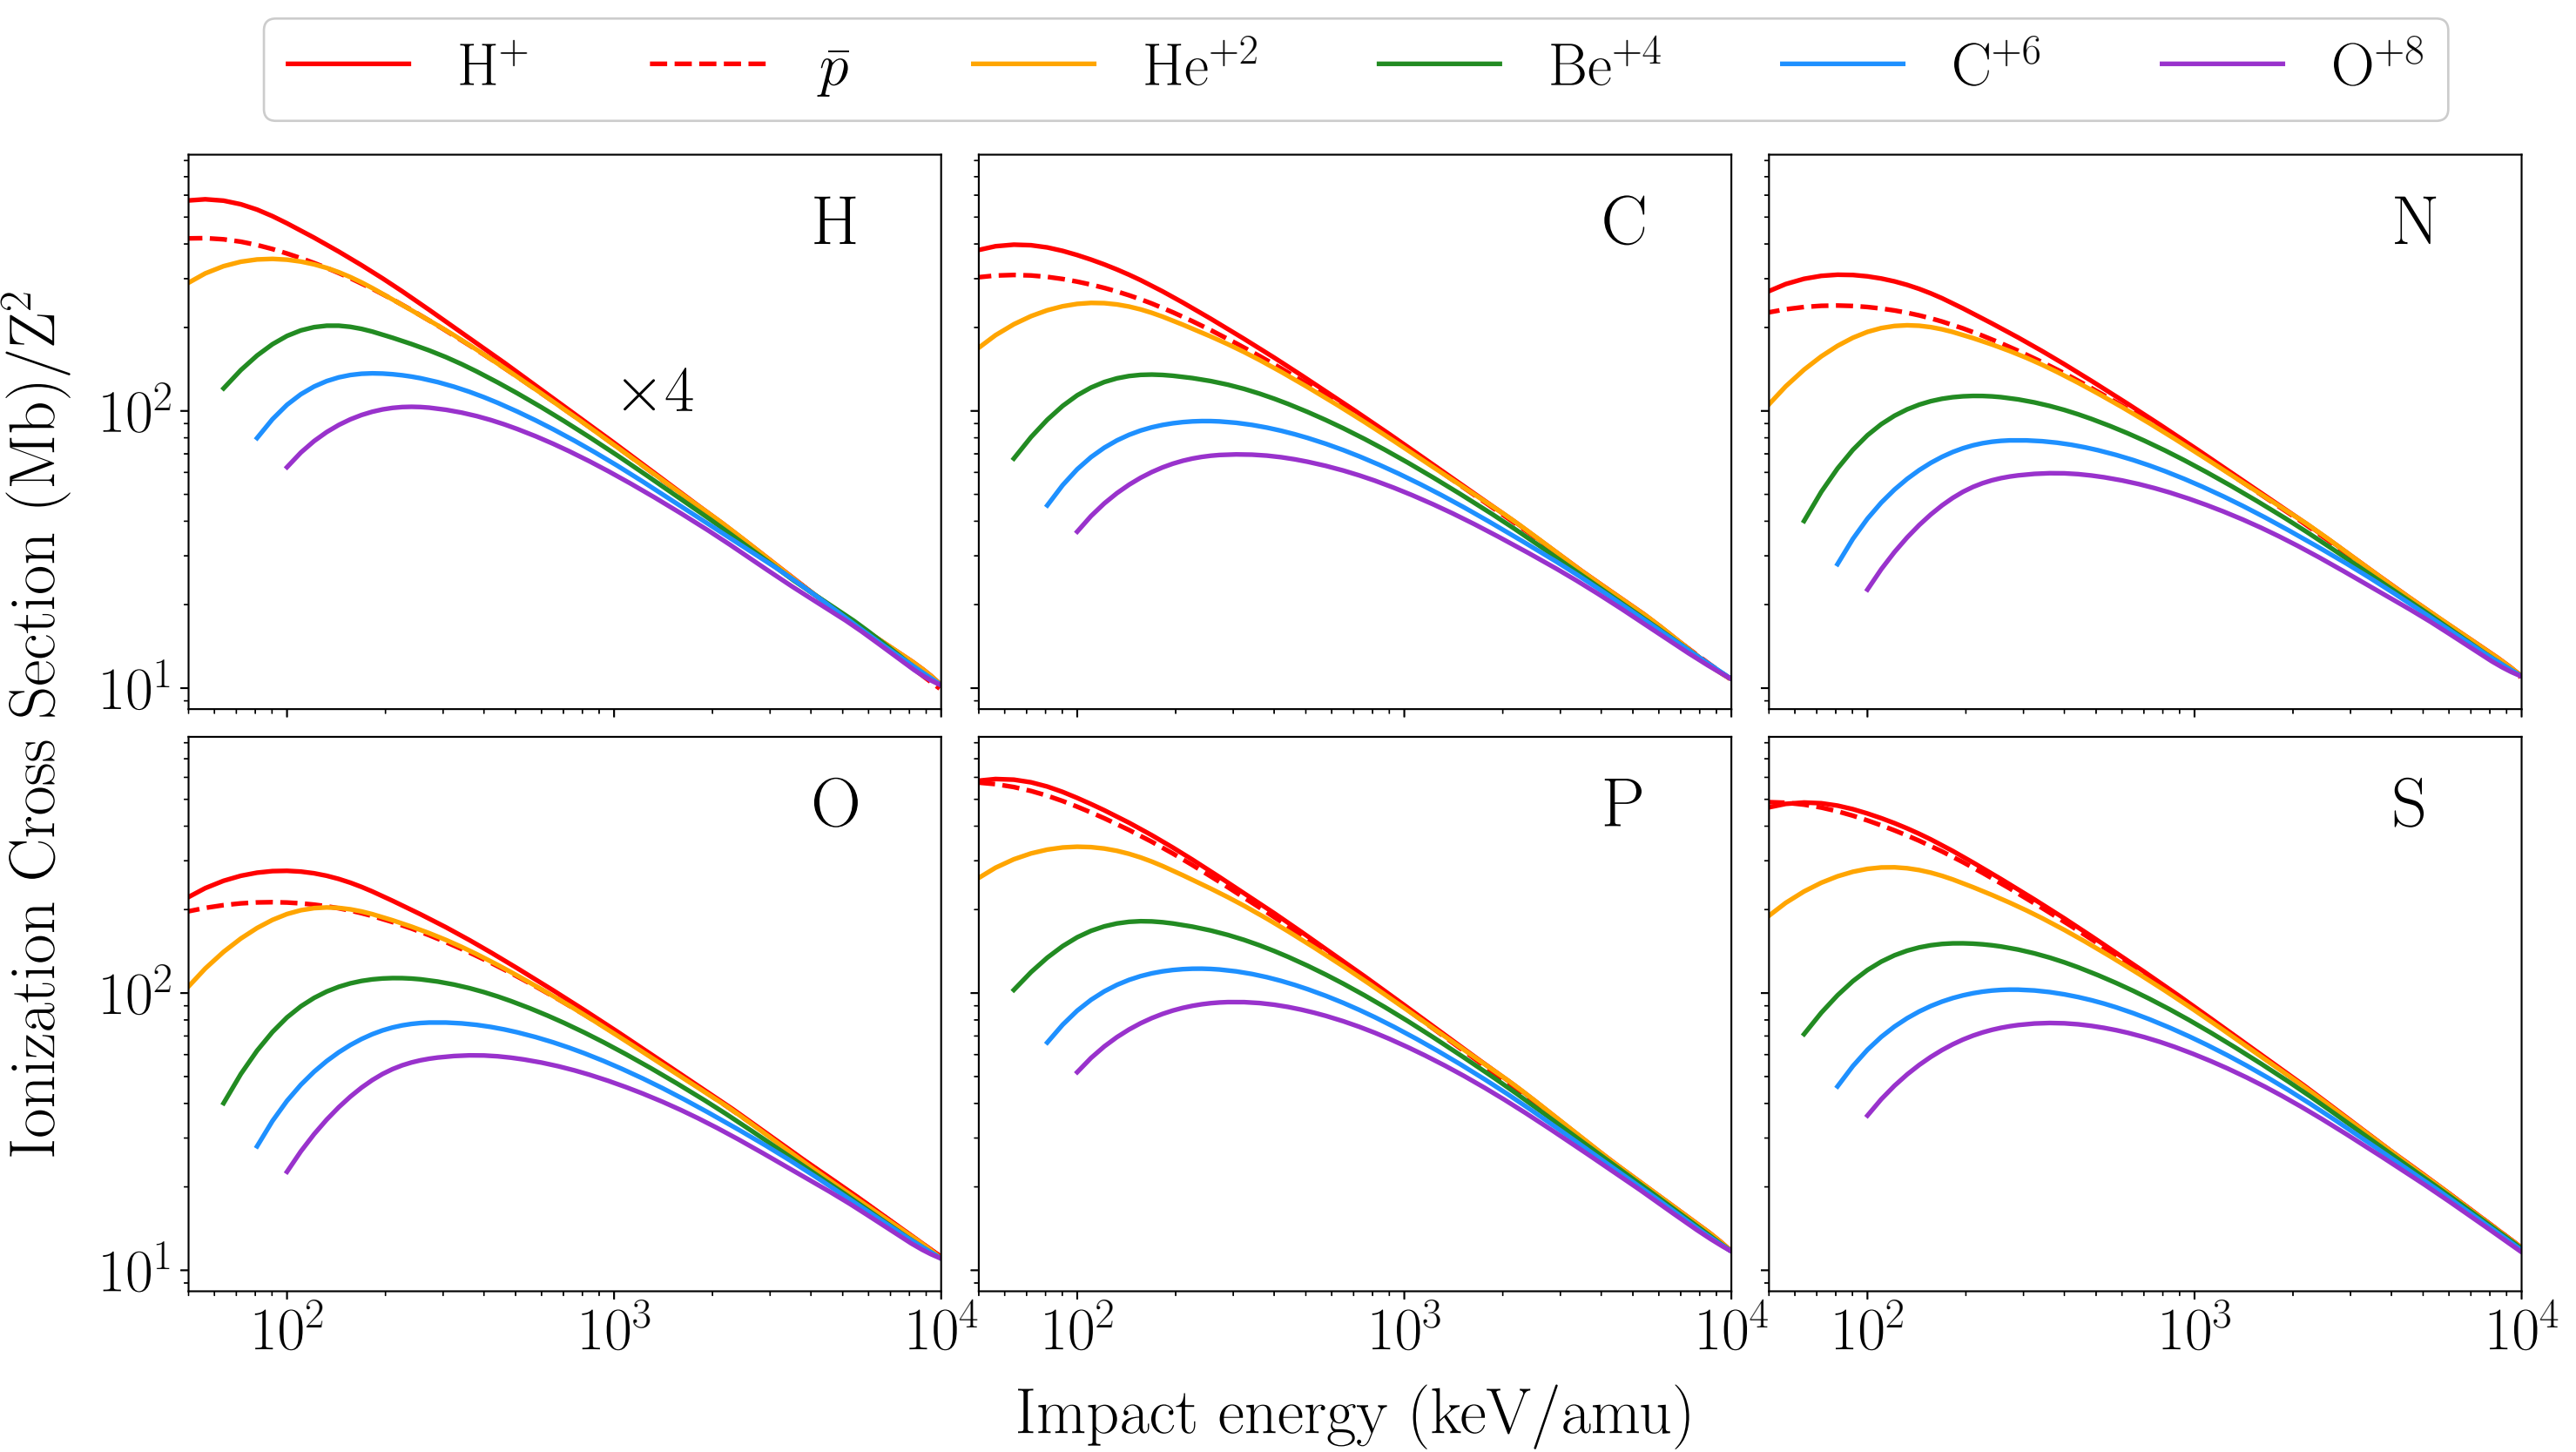 H⁺ p̄ He⁺² Be⁺⁴ C⁺⁶ O⁺⁸
H
C
N
×4
10²
10¹
O
P
S
10²
10¹
10² 10³ 10⁴ 10² 10³ 10⁴ 10² 10³ 10⁴
Ionization Cross Section (Mb)/Z²
Impact energy (keV/amu)